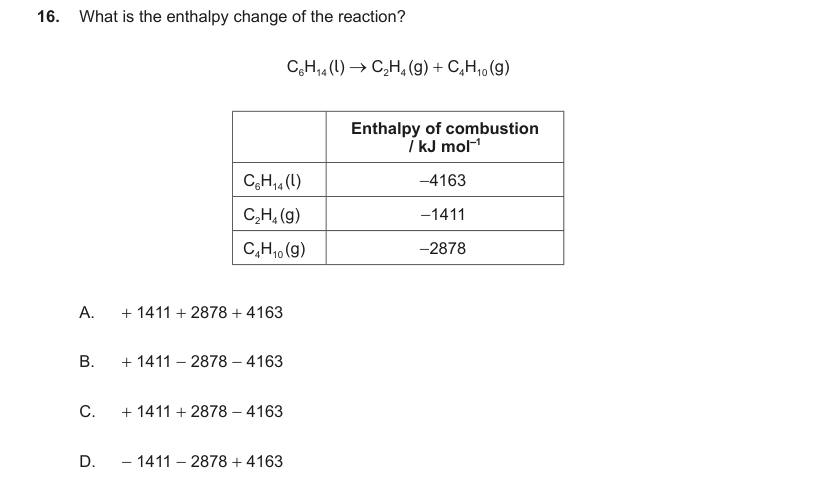 16. What is the enthalpy change of the reaction?
C₆H₁₄(l) → C₂H₄(g) + C₄H₁₀(g)
Enthalpy of combustion
/ kJ mol⁻¹
C₆H₁₄(l) –4163
C₂H₄(g) –1411
C₄H₁₀(g) –2878
A. + 1411 + 2878 + 4163
B. + 1411 – 2878 – 4163
C. + 1411 + 2878 – 4163
D. – 1411 – 2878 + 4163